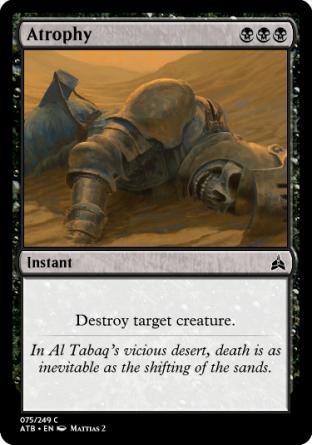 Atrophy
Instant
Destroy target creature.
In Al Tabaq's vicious desert, death is as
inevitable as the shifting of the sands.
075/249 C
ATB • EN Mattias 2